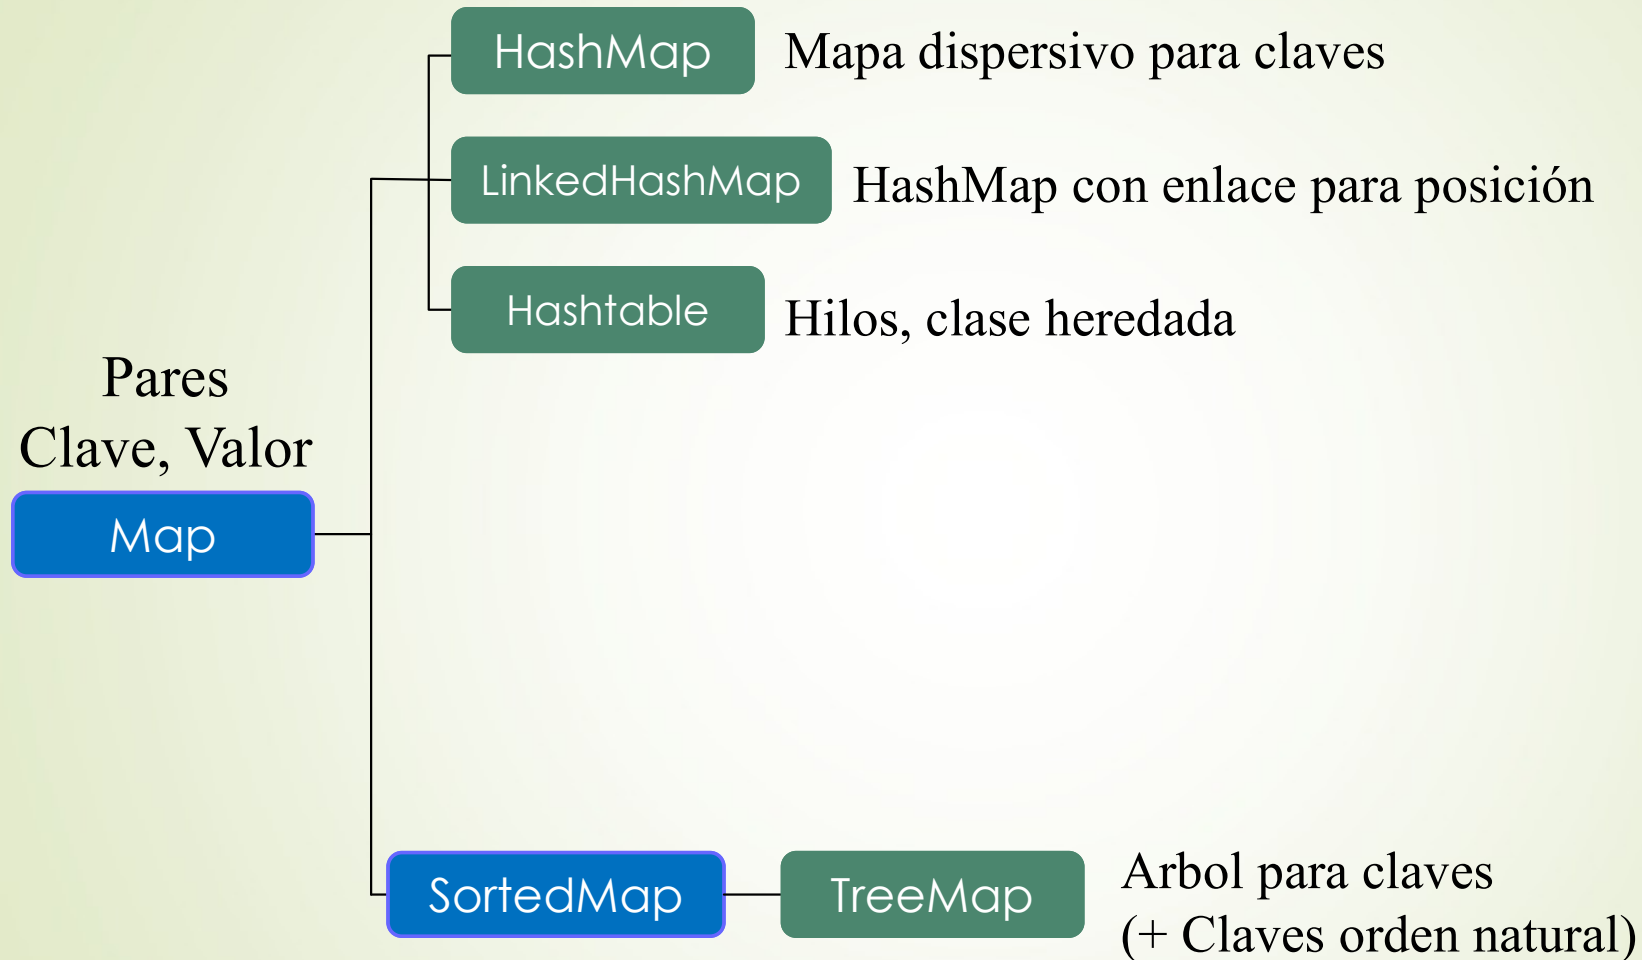 HashMap
Mapa dispersivo para claves
LinkedHashMap
HashMap con enlace para posición
Hashtable
Hilos, clase heredada
Pares
Clave, Valor
Map
SortedMap
TreeMap
Arbol para claves
(+ Claves orden natural)